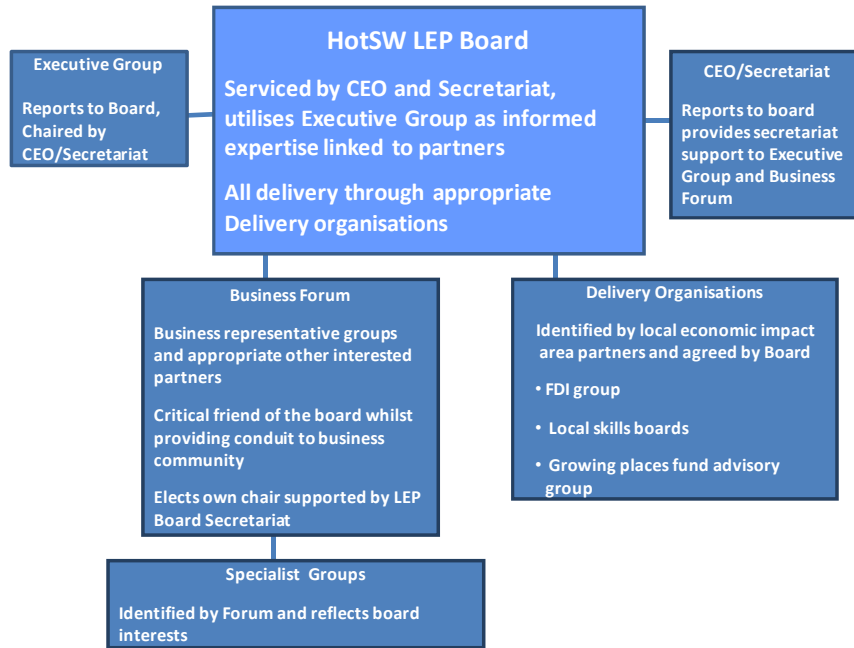 HotSW LEP Board
Serviced by CEO and Secretariat,
utilises Executive Group as informed
expertise linked to partners
All delivery through appropriate
Delivery organisations
Executive Group
Reports to Board,
Chaired by
CEO/Secretariat
CEO/Secretariat
Reports to board
provides secretariat
support to Executive
Group and Business
Forum
Business Forum
Business representative groups
and appropriate other interested
partners
Critical friend of the board whilst
providing conduit to business
community
Elects own chair supported by LEP
Board Secretariat
Delivery Organisations
Identified by local economic impact
area partners and agreed by Board
• FDI group
• Local skills boards
• Growing places fund advisory
group
Specialist Groups
Identified by Forum and reflects board
interests